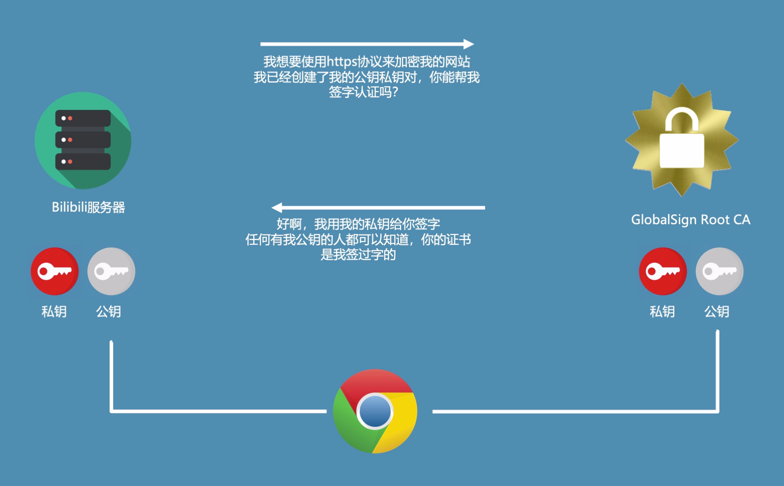 我想要使用https协议来加密我的网站
我已经创建了我的公钥私钥对，你能帮我
签字认证吗？
Bilibili服务器
GlobalSign Root CA
好啊，我用我的私钥给你签字
任何有我公钥的人都可以知道，你的证书
是我签过字的
私钥
公钥
私钥
公钥